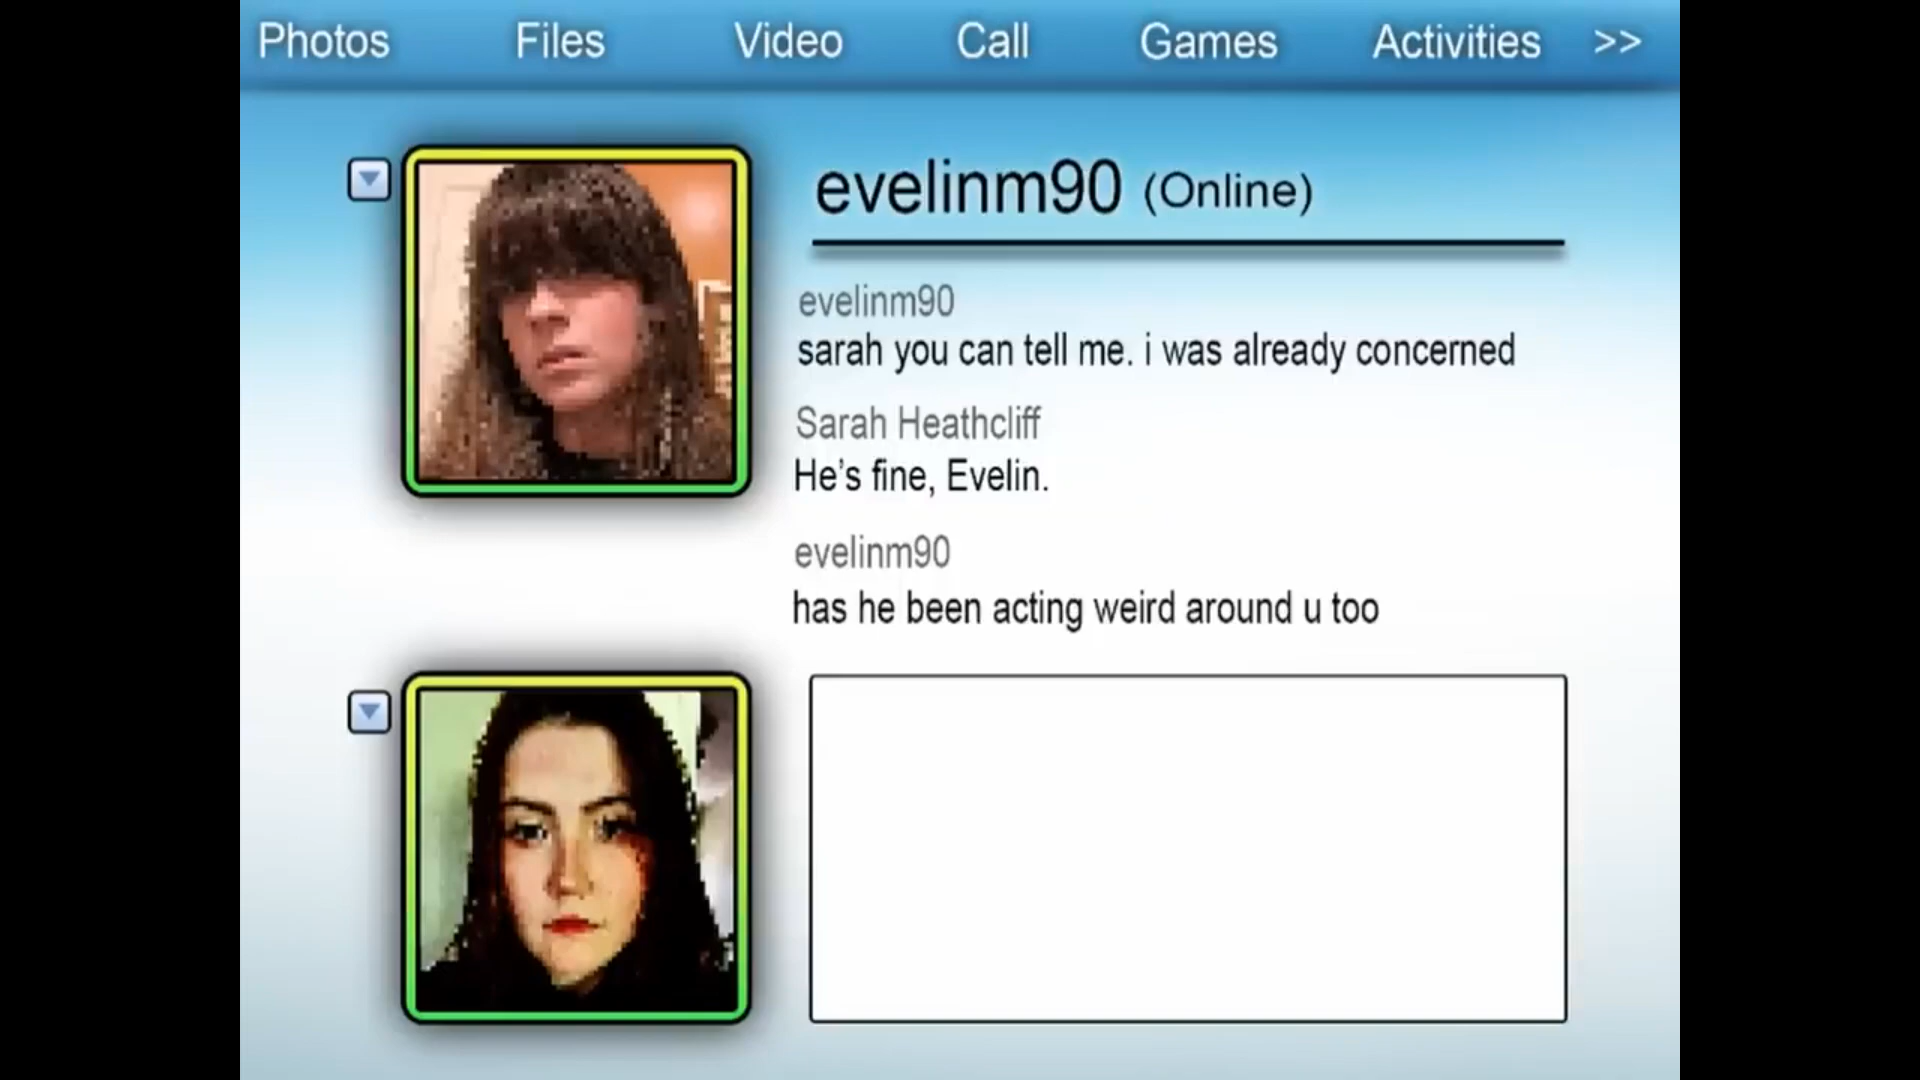 Photos Files Video Call Games Activities >>
evelinm90 (Online)
evelinm90
sarah you can tell me. i was already concerned
Sarah Heathcliff
He's fine, Evelin.
evelinm90
has he been acting weird around u too